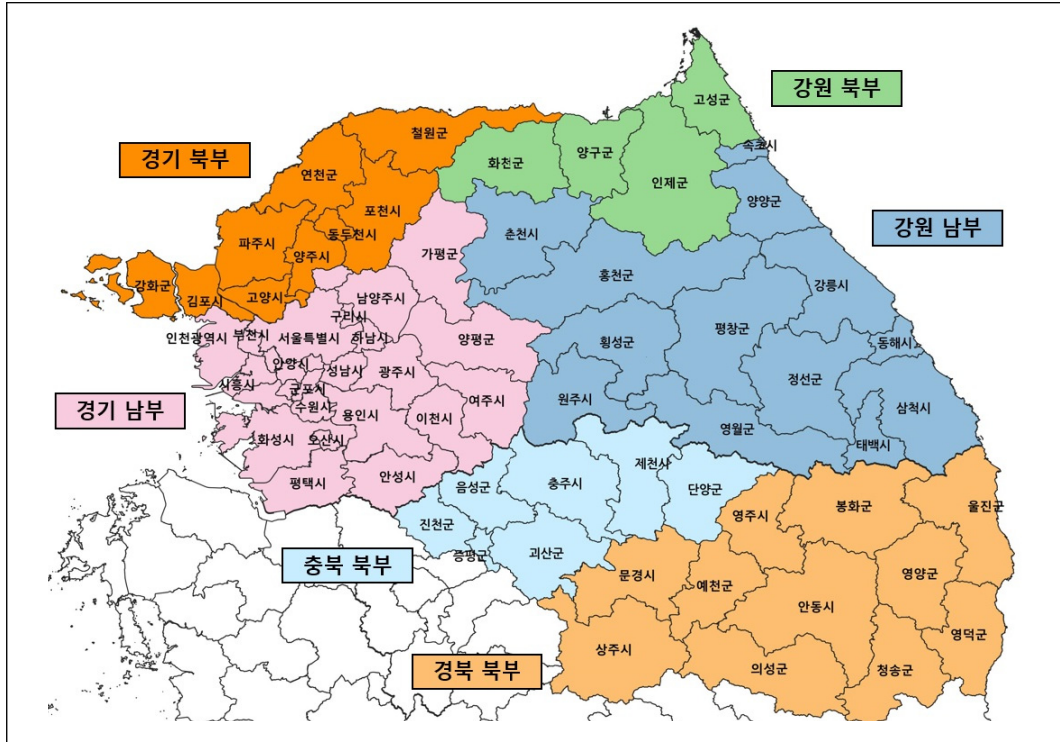 강원 북부
고성군
철원군
속초시
경기 북부
양구군
화천군
연천군
인제군
양양군
포천시
강원 남부
동두천시
춘천시
파주시
양주시
가평군
홍천군
강화군
강릉시
김포시
고양시
남양주시
구리시
인천광역시
부천시
서울특별시
하남시
양평군
평창군
횡성군
동해시
안양시
성남시
광주시
시흥시
정선군
군포시
경기 남부
수원시
용인시
이천시
여주시
원주시
삼척시
화성시
오산시
영월군
태백시
제천시
평택시
안성시
음성군
충주시
단양군
봉화군
울진군
영주시
진천군
증평군
괴산군
충북 북부
문경시
예천군
영양군
안동시
상주시
영덕군
경북 북부
의성군
청송군